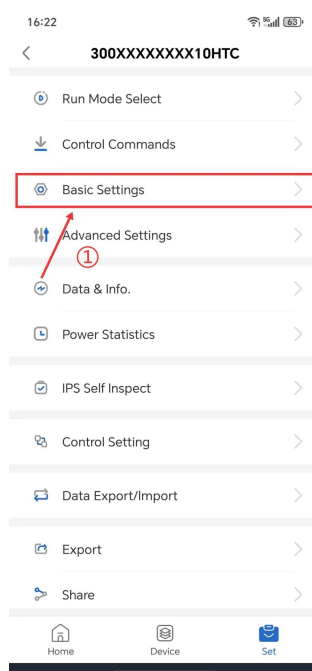 16:22
5G
63
300XXXXXXXX10HTC
Run Mode Select
Control Commands
Basic Settings
Advanced Settings
①
Data & Info.
Power Statistics
IPS Self Inspect
Control Setting
Data Export/Import
Export
Share
Home
Device
Set